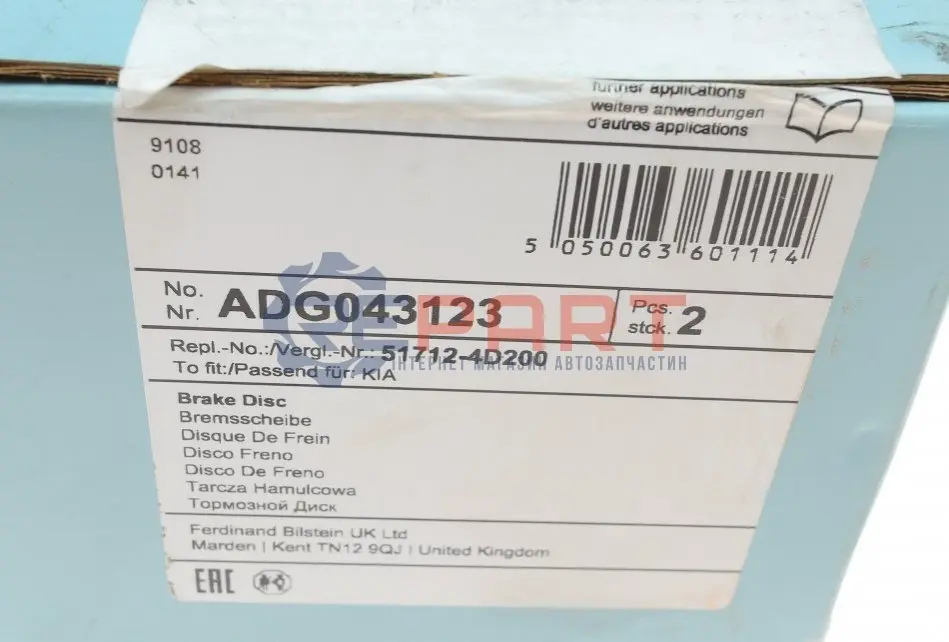 further applications
weitere anwendungen
d'autres applications
9108
0141
5 050063 601114
No.
Nr. ADG043123
Pcs.
stck. 2
Repl.-No.:/Vergl.-Nr.: 51712-4D200
To fit:/Passend für: KIA
REPART
ІНТЕРНЕТ МАГАЗИН АВТОЗАПЧАСТИН
Brake Disc
Bremsscheibe
Disque De Frein
Disco Freno
Disco De Freno
Tarcza Hamulcowa
Тормозной Диск
Ferdinand Bilstein UK Ltd
Marden | Kent TN12 9QJ | United Kingdom
EAC